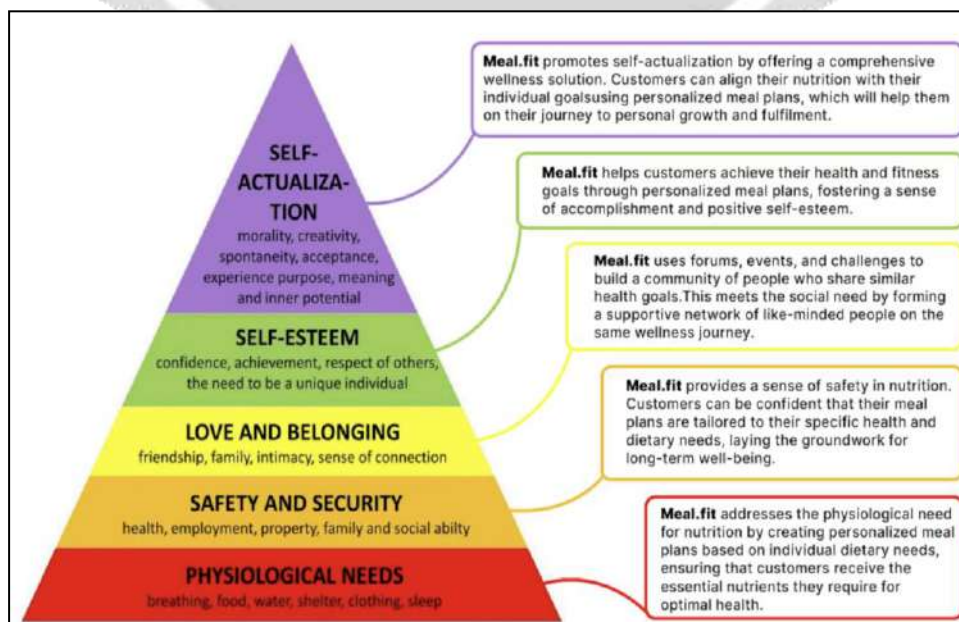 Meal.fit promotes self-actualization by offering a comprehensive
wellness solution. Customers can align their nutrition with their
individual goalsusing personalized meal plans, which will help them
on their journey to personal growth and fulfilment.
SELF-
ACTUALIZA-
TION
morality, creativity,
spontaneity, acceptance,
experience purpose, meaning
and inner potential
Meal.fit helps customers achieve their health and fitness
goals through personalized meal plans, fostering a sense
of accomplishment and positive self-esteem.
SELF-ESTEEM
confidence, achievement, respect of others,
the need to be a unique individual
Meal.fit uses forums, events, and challenges to
build a community of people who share similar
health goals.This meets the social need by forming
a supportive network of like-minded people on the
same wellness journey.
LOVE AND BELONGING
friendship, family, intimacy, sense of connection
Meal.fit provides a sense of safety in nutrition.
Customers can be confident that their meal
plans are tailored to their specific health and
dietary needs, laying the groundwork for
long-term well-being.
SAFETY AND SECURITY
health, employment, property, family and social abilty
Meal.fit addresses the physiological need
for nutrition by creating personalized meal
plans based on individual dietary needs,
ensuring that customers receive the
essential nutrients they require for
optimal health.
PHYSIOLOGICAL NEEDS
breathing, food, water, shelter, clothing, sleep